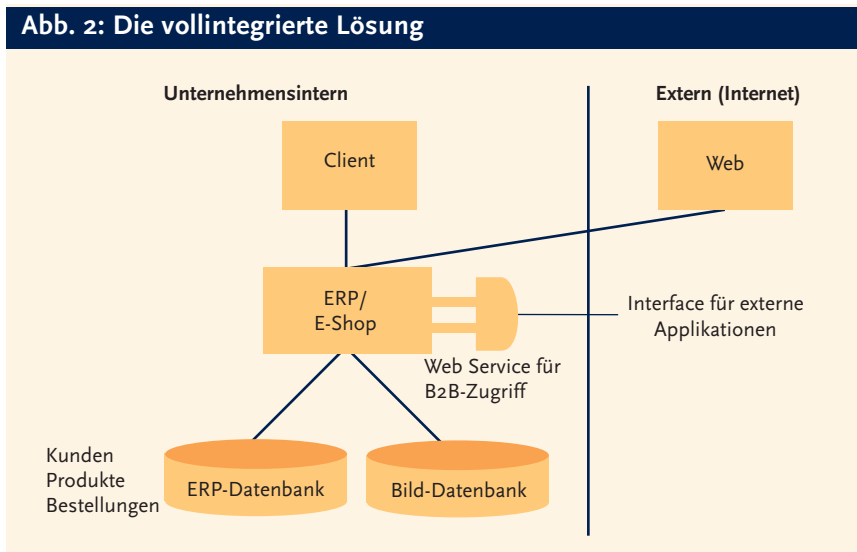 Abb. 2: Die vollintegrierte Lösung
Unternehmensintern
Extern (Internet)
Client
Web
ERP/
E-Shop
Interface für externe
Applikationen
Web Service für
B2B-Zugriff
Kunden
Produkte
Bestellungen
ERP-Datenbank
Bild-Datenbank